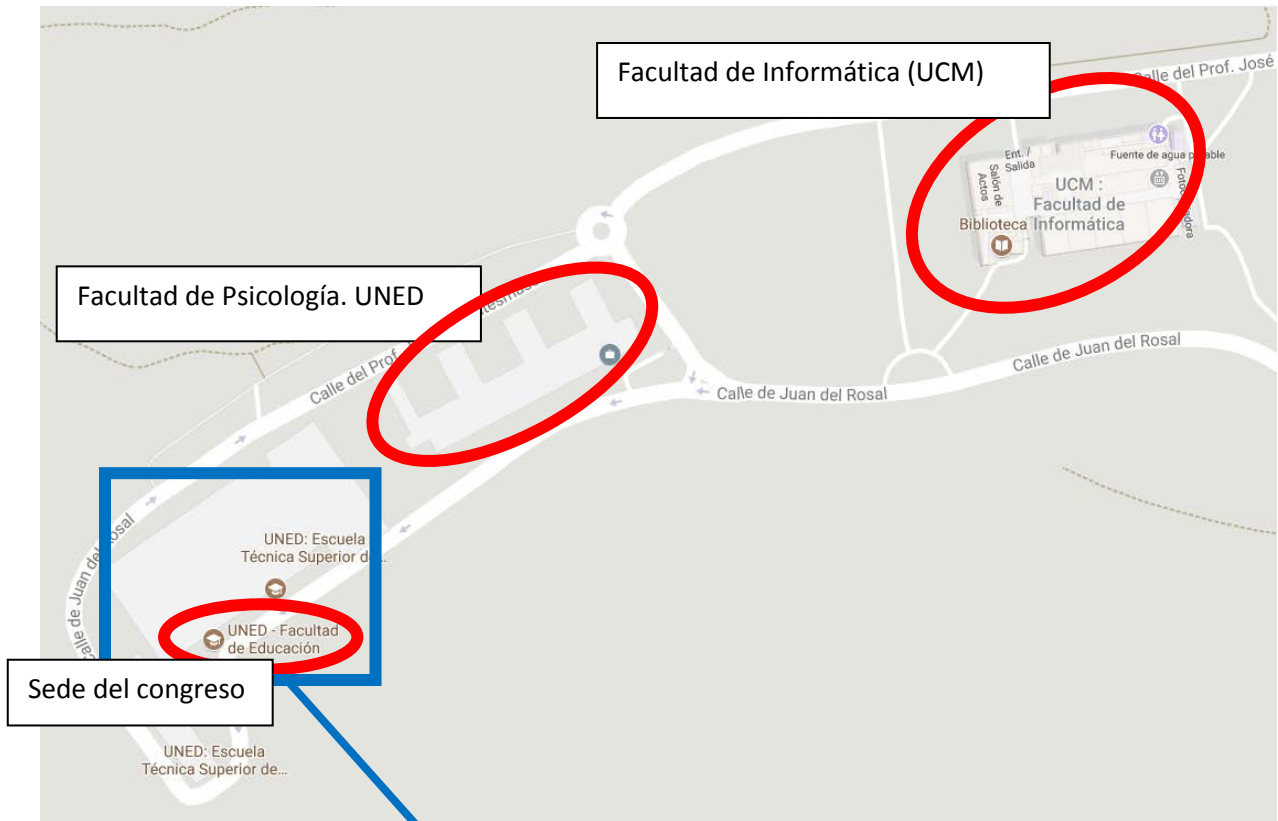 Facultad de Informática (UCM)
Calle del Prof. José
Ent. /
Salida
Salón de
Actos
Fuente de agua potable
Fotocopiadora
UCM :
Facultad de
Informática
Biblioteca
Facultad de Psicología. UNED
Calle del Prof.
Calle de Juan del Rosal
Calle de Juan del Rosal
Calle de Juan del Rosal
UNED: Escuela
Técnica Superior de...
UNED - Facultad
de Educación
Sede del congreso
UNED: Escuela
Técnica Superior de...